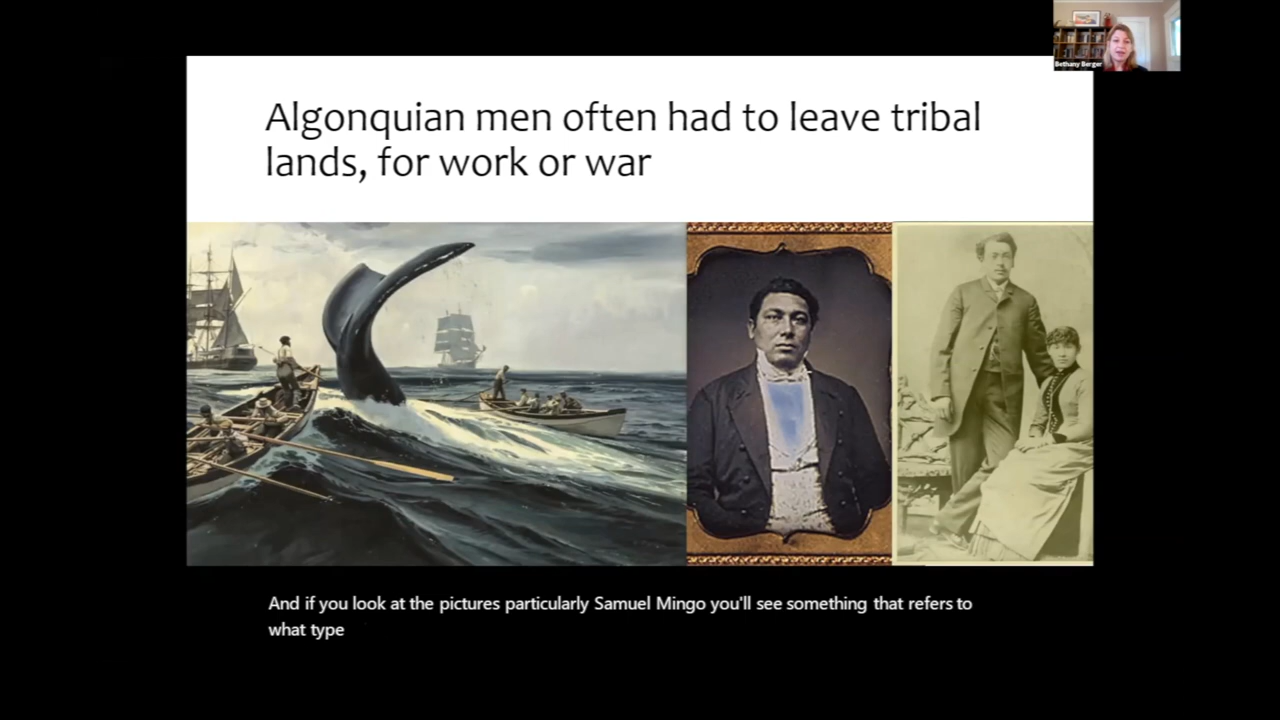 Bethany Berger
Algonquian men often had to leave tribal
lands, for work or war
And if you look at the pictures particularly Samuel Mingo you'll see something that refers to
what type